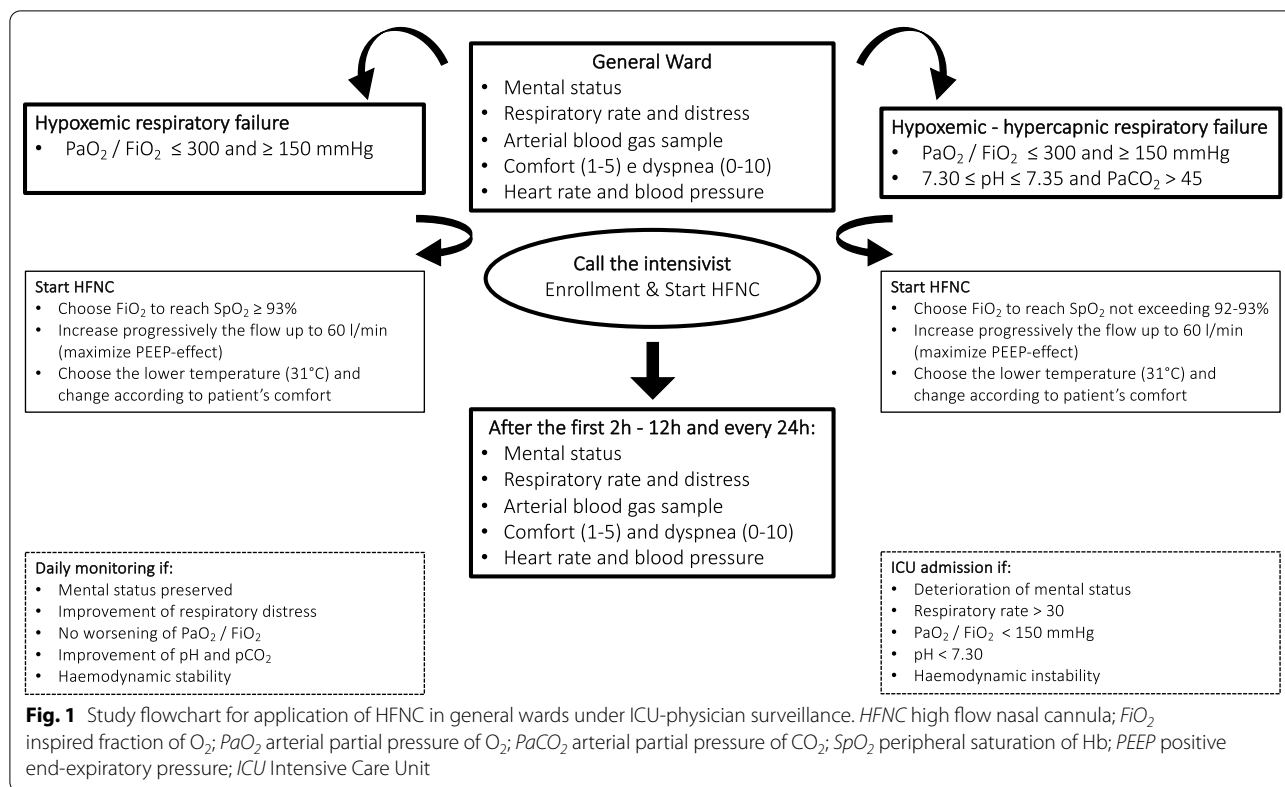 General Ward
• Mental status
• Respiratory rate and distress
• Arterial blood gas sample
• Comfort (1-5) e dyspnea (0-10)
• Heart rate and blood pressure
Hypoxemic respiratory failure
• PaO₂ / FiO₂ ≤ 300 and ≥ 150 mmHg
Hypoxemic - hypercapnic respiratory failure
• PaO₂ / FiO₂ ≤ 300 and ≥ 150 mmHg
• 7.30 ≤ pH ≤ 7.35 and PaCO₂ > 45
Call the intensivist
Enrollment & Start HFNC
Start HFNC
• Choose FiO₂ to reach SpO₂ ≥ 93%
• Increase progressively the flow up to 60 l/min
(maximize PEEP-effect)
• Choose the lower temperature (31°C) and
change according to patient's comfort
Start HFNC
• Choose FiO₂ to reach SpO₂ not exceeding 92-93%
• Increase progressively the flow up to 60 l/min
(maximize PEEP-effect)
• Choose the lower temperature (31°C) and
change according to patient's comfort
After the first 2h - 12h and every 24h:
• Mental status
• Respiratory rate and distress
• Arterial blood gas sample
• Comfort (1-5) and dyspnea (0-10)
• Heart rate and blood pressure
Daily monitoring if:
• Mental status preserved
• Improvement of respiratory distress
• No worsening of PaO₂ / FiO₂
• Improvement of pH and pCO₂
• Haemodynamic stability
ICU admission if:
• Deterioration of mental status
• Respiratory rate > 30
• PaO₂ / FiO₂ < 150 mmHg
• pH < 7.30
• Haemodynamic instability
Fig. 1 Study flowchart for application of HFNC in general wards under ICU-physician surveillance. HFNC high flow nasal cannula; FiO₂
inspired fraction of O₂; PaO₂ arterial partial pressure of O₂; PaCO₂ arterial partial pressure of CO₂; SpO₂ peripheral saturation of Hb; PEEP positive
end-expiratory pressure; ICU Intensive Care Unit